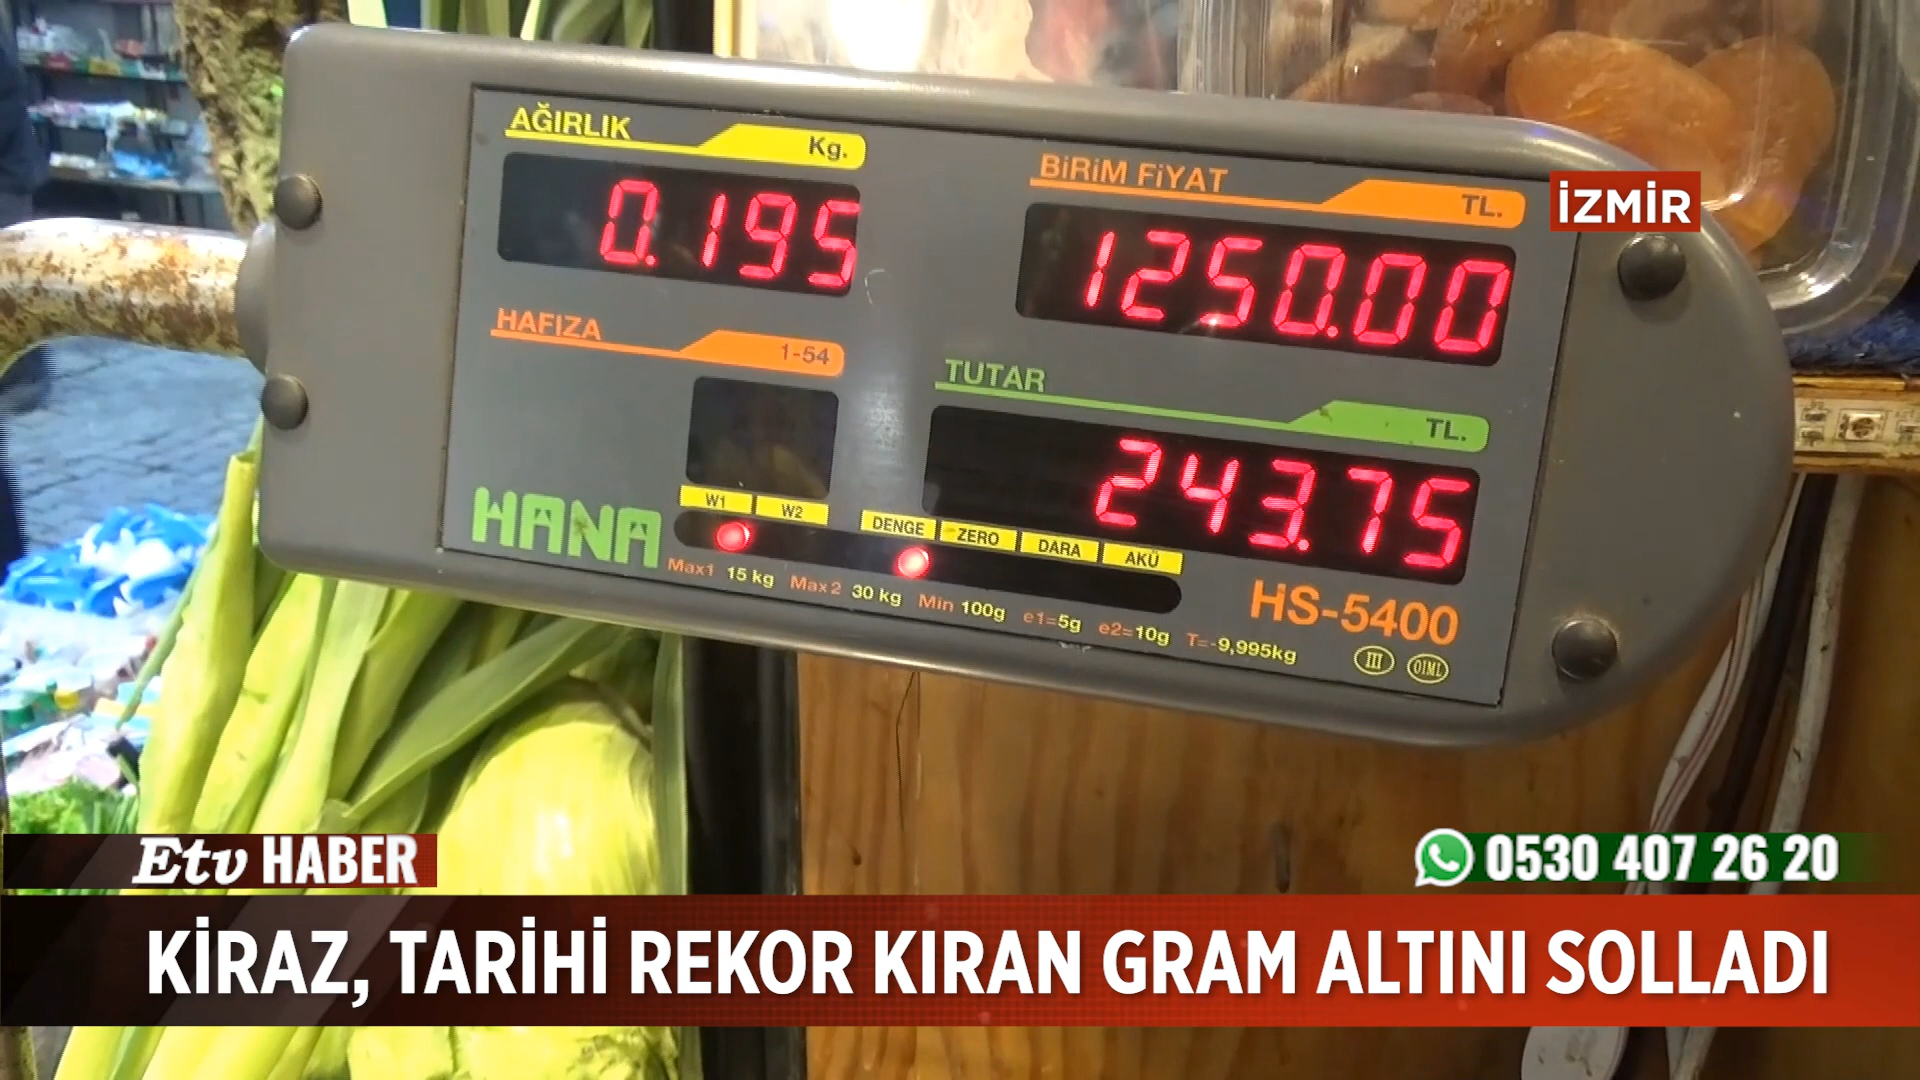 AĞIRLIK
Kg.
0.195
BİRİM FİYAT
TL.
1250.00
İZMİR
HAFIZA
1-54
TUTAR
TL.
243.75
HANA
W1 W2 DENGE ZERO DARA AKÜ
Max1 15 kg Max2 30 kg Min 100g e1=5g e2=10g T=-9,995kg
HS-5400
III OIML
Etv HABER
0530 407 26 20
KİRAZ, TARİHİ REKOR KIRAN GRAM ALTINI SOLLADI